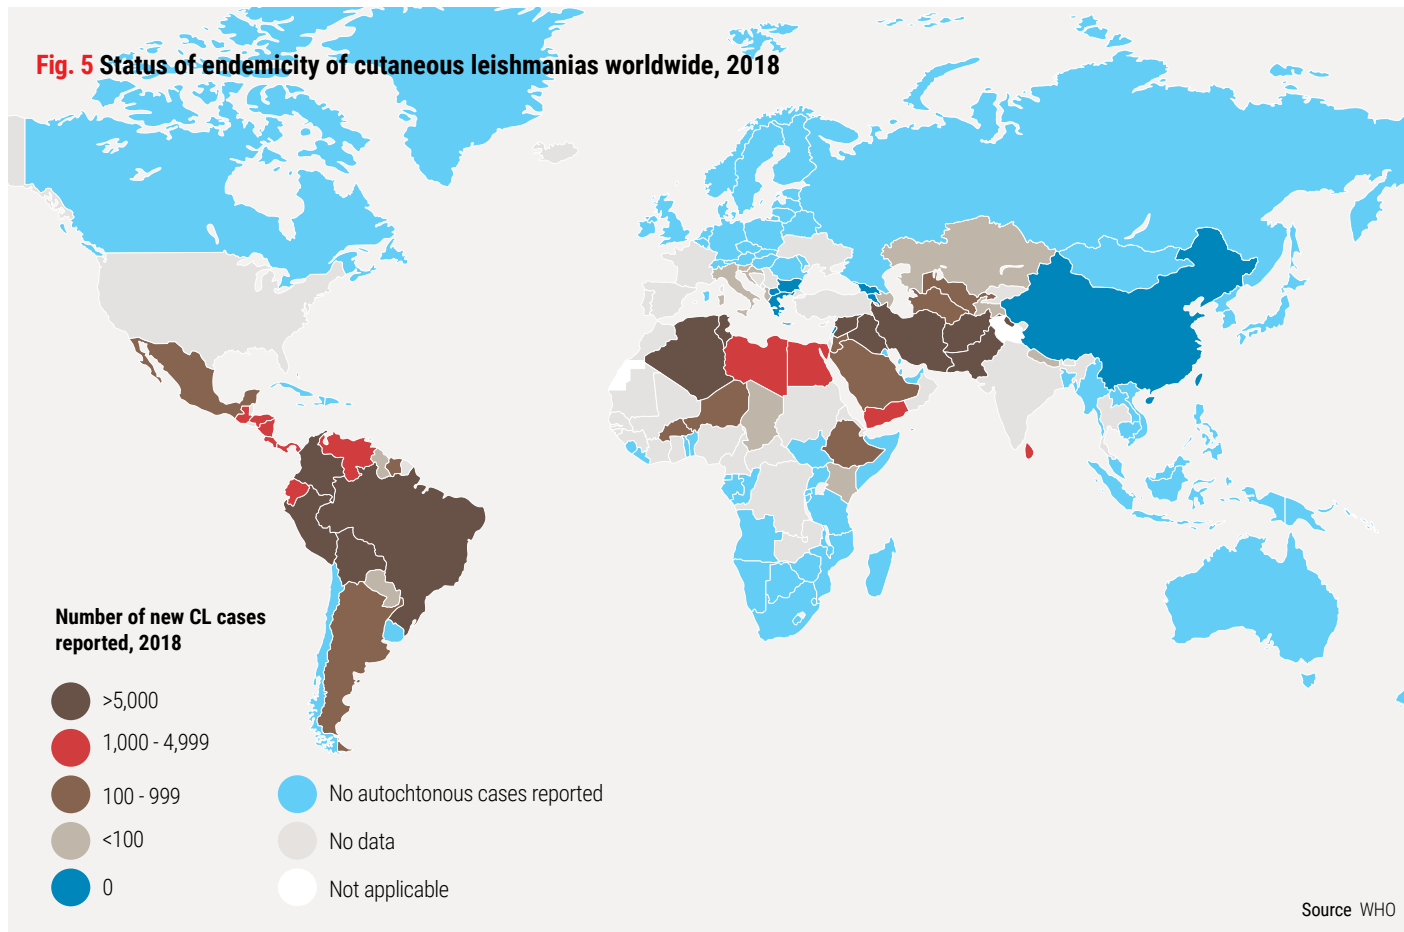 Fig. 5 Status of endemicity of cutaneous leishmanias worldwide, 2018
Number of new CL cases
reported, 2018
>5,000
1,000 - 4,999
100 - 999
<100
0
No autochtonous cases reported
No data
Not applicable
Source WHO